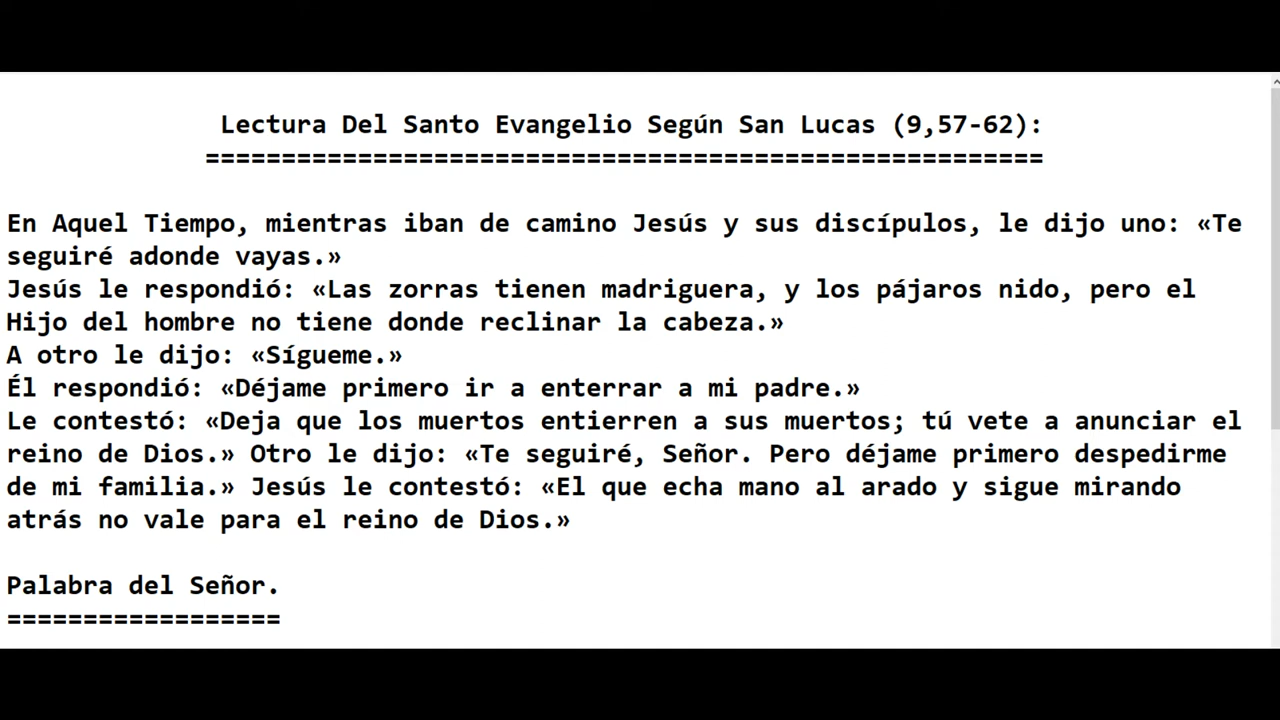 Lectura Del Santo Evangelio Según San Lucas (9,57-62):
=======================================================
En Aquel Tiempo, mientras iban de camino Jesús y sus discípulos, le dijo uno: «Te
seguiré adonde vayas.»
Jesús le respondió: «Las zorras tienen madriguera, y los pájaros nido, pero el
Hijo del hombre no tiene donde reclinar la cabeza.»
A otro le dijo: «Sígueme.»
Él respondió: «Déjame primero ir a enterrar a mi padre.»
Le contestó: «Deja que los muertos entierren a sus muertos; tú vete a anunciar el
reino de Dios.» Otro le dijo: «Te seguiré, Señor. Pero déjame primero despedirme
de mi familia.» Jesús le contestó: «El que echa mano al arado y sigue mirando
atrás no vale para el reino de Dios.»
Palabra del Señor.
==================